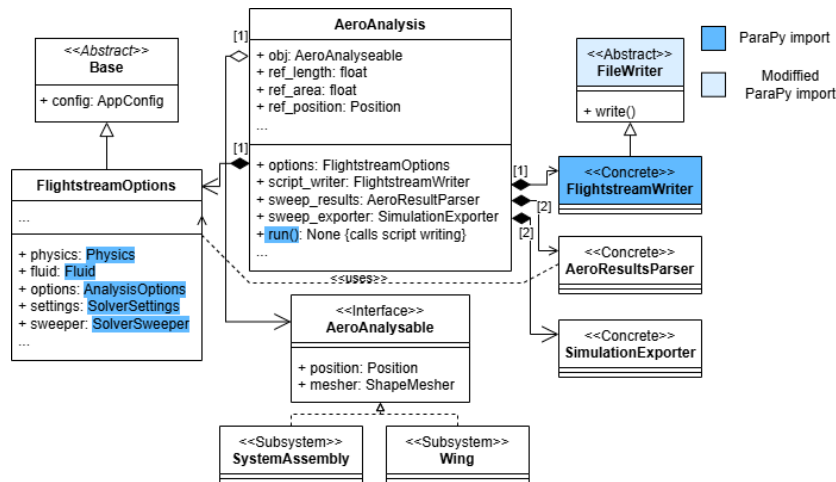 AeroAnalysis
+ obj: AeroAnalyseable
+ ref_length: float
+ ref_area: float
+ ref_position: Position
...
+ options: FlightstreamOptions
+ script_writer: FlightstreamWriter
+ sweep_results: AeroResultParser
+ sweep_exporter: SimulationExporter
+ run(): None {calls script writing}
...
[1]
[1]
<<Abstract>>
Base
+ config: AppConfig
FlightstreamOptions
...
+ physics: Physics
+ fluid: Fluid
+ options: AnalysisOptions
+ settings: SolverSettings
+ sweeper: SolverSweeper
...
<<Abstract>>
FileWriter
+ write()
ParaPy import
Modiffied
ParaPy import
[1]
<<Concrete>>
FlightstreamWriter
[2]
[2]
<<Concrete>>
AeroResultsParser
<<uses>>
<<Concrete>>
SimulationExporter
<<Interface>>
AeroAnalysable
+ position: Position
+ mesher: ShapeMesher
<<Subsystem>>
SystemAssembly
<<Subsystem>>
Wing